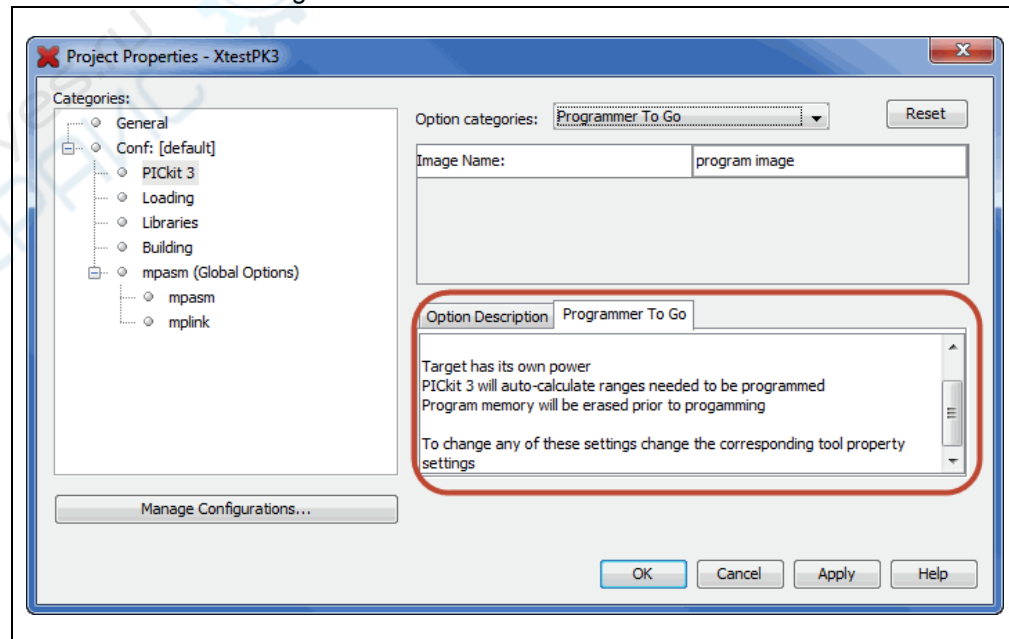 Project Properties - XtestPK3
Categories:
General
Conf: [default]
PICkit 3
Loading
Libraries
Building
mpasm (Global Options)
mpasm
mplink
Manage Configurations...
Option categories: Programmer To Go Reset
Image Name: program image
Option Description Programmer To Go
Target has its own power
PICkit 3 will auto-calculate ranges needed to be programmed
Program memory will be erased prior to progamming
To change any of these settings change the corresponding tool property
settings
OK Cancel Apply Help